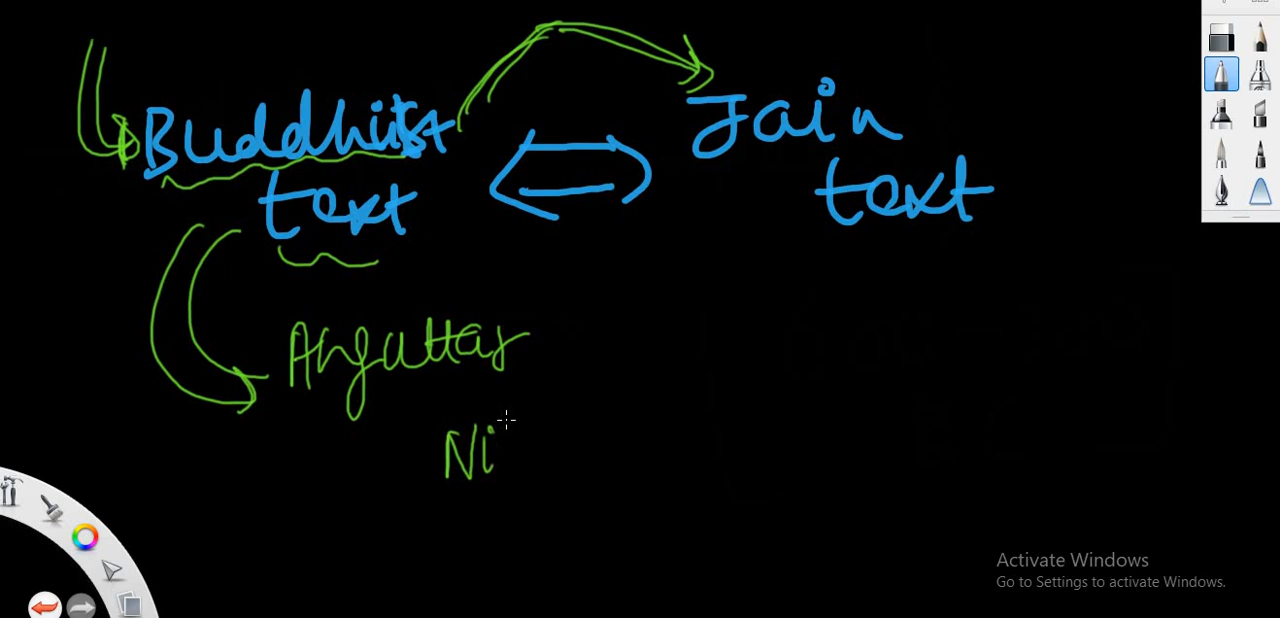 Buddhist Jain
text text
Anguttar
Ni
Activate Windows
Go to Settings to activate Windows.